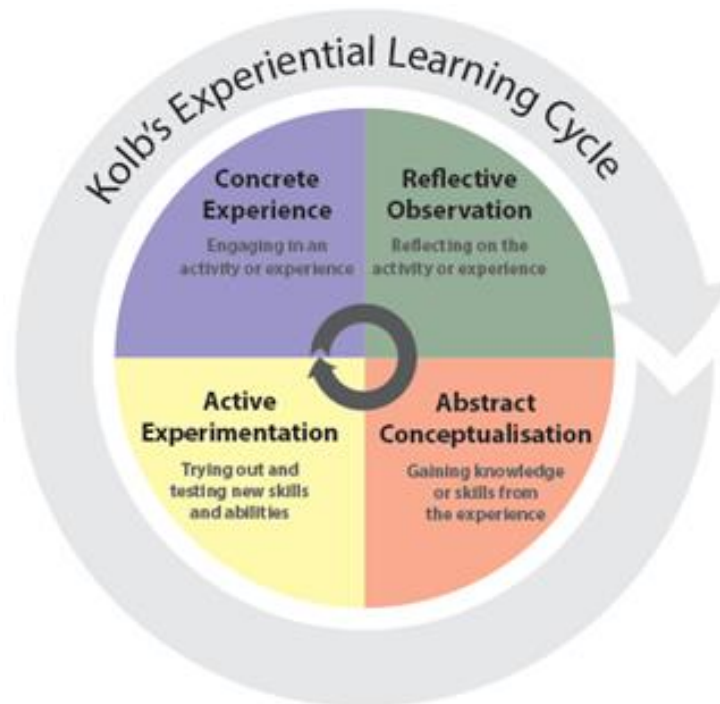 Kolb's Experiential Learning Cycle
Concrete
Experience
Engaging in an
activity or experience
Reflective
Observation
Reflecting on the
activity or experience
Active
Experimentation
Trying out and
testing new skills
and abilities
Abstract
Conceptualisation
Gaining knowledge
or skills from
the experience